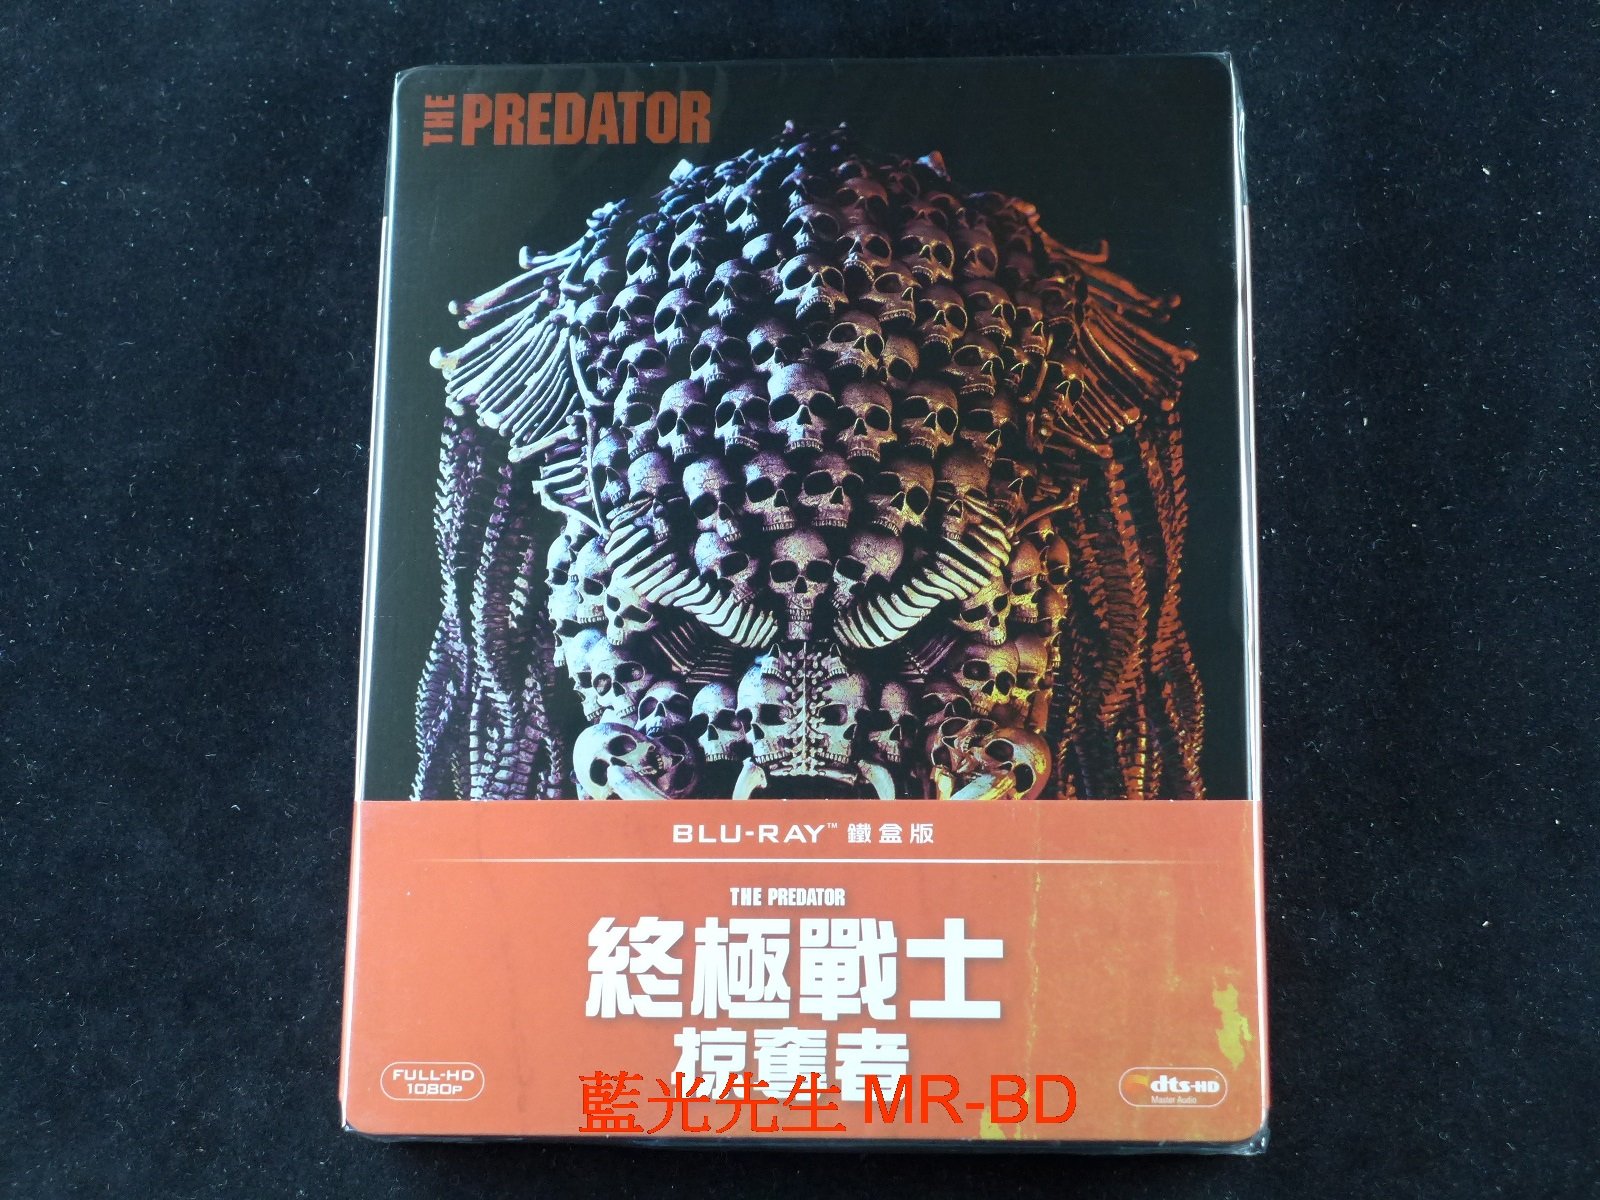 THE PREDATOR
BLU-RAY™ 鐵盒版
THE PREDATOR
終極戰士
掠奪者
FULL-HD
1080P
dts-HD
Master Audio
藍光先生 MR-BD